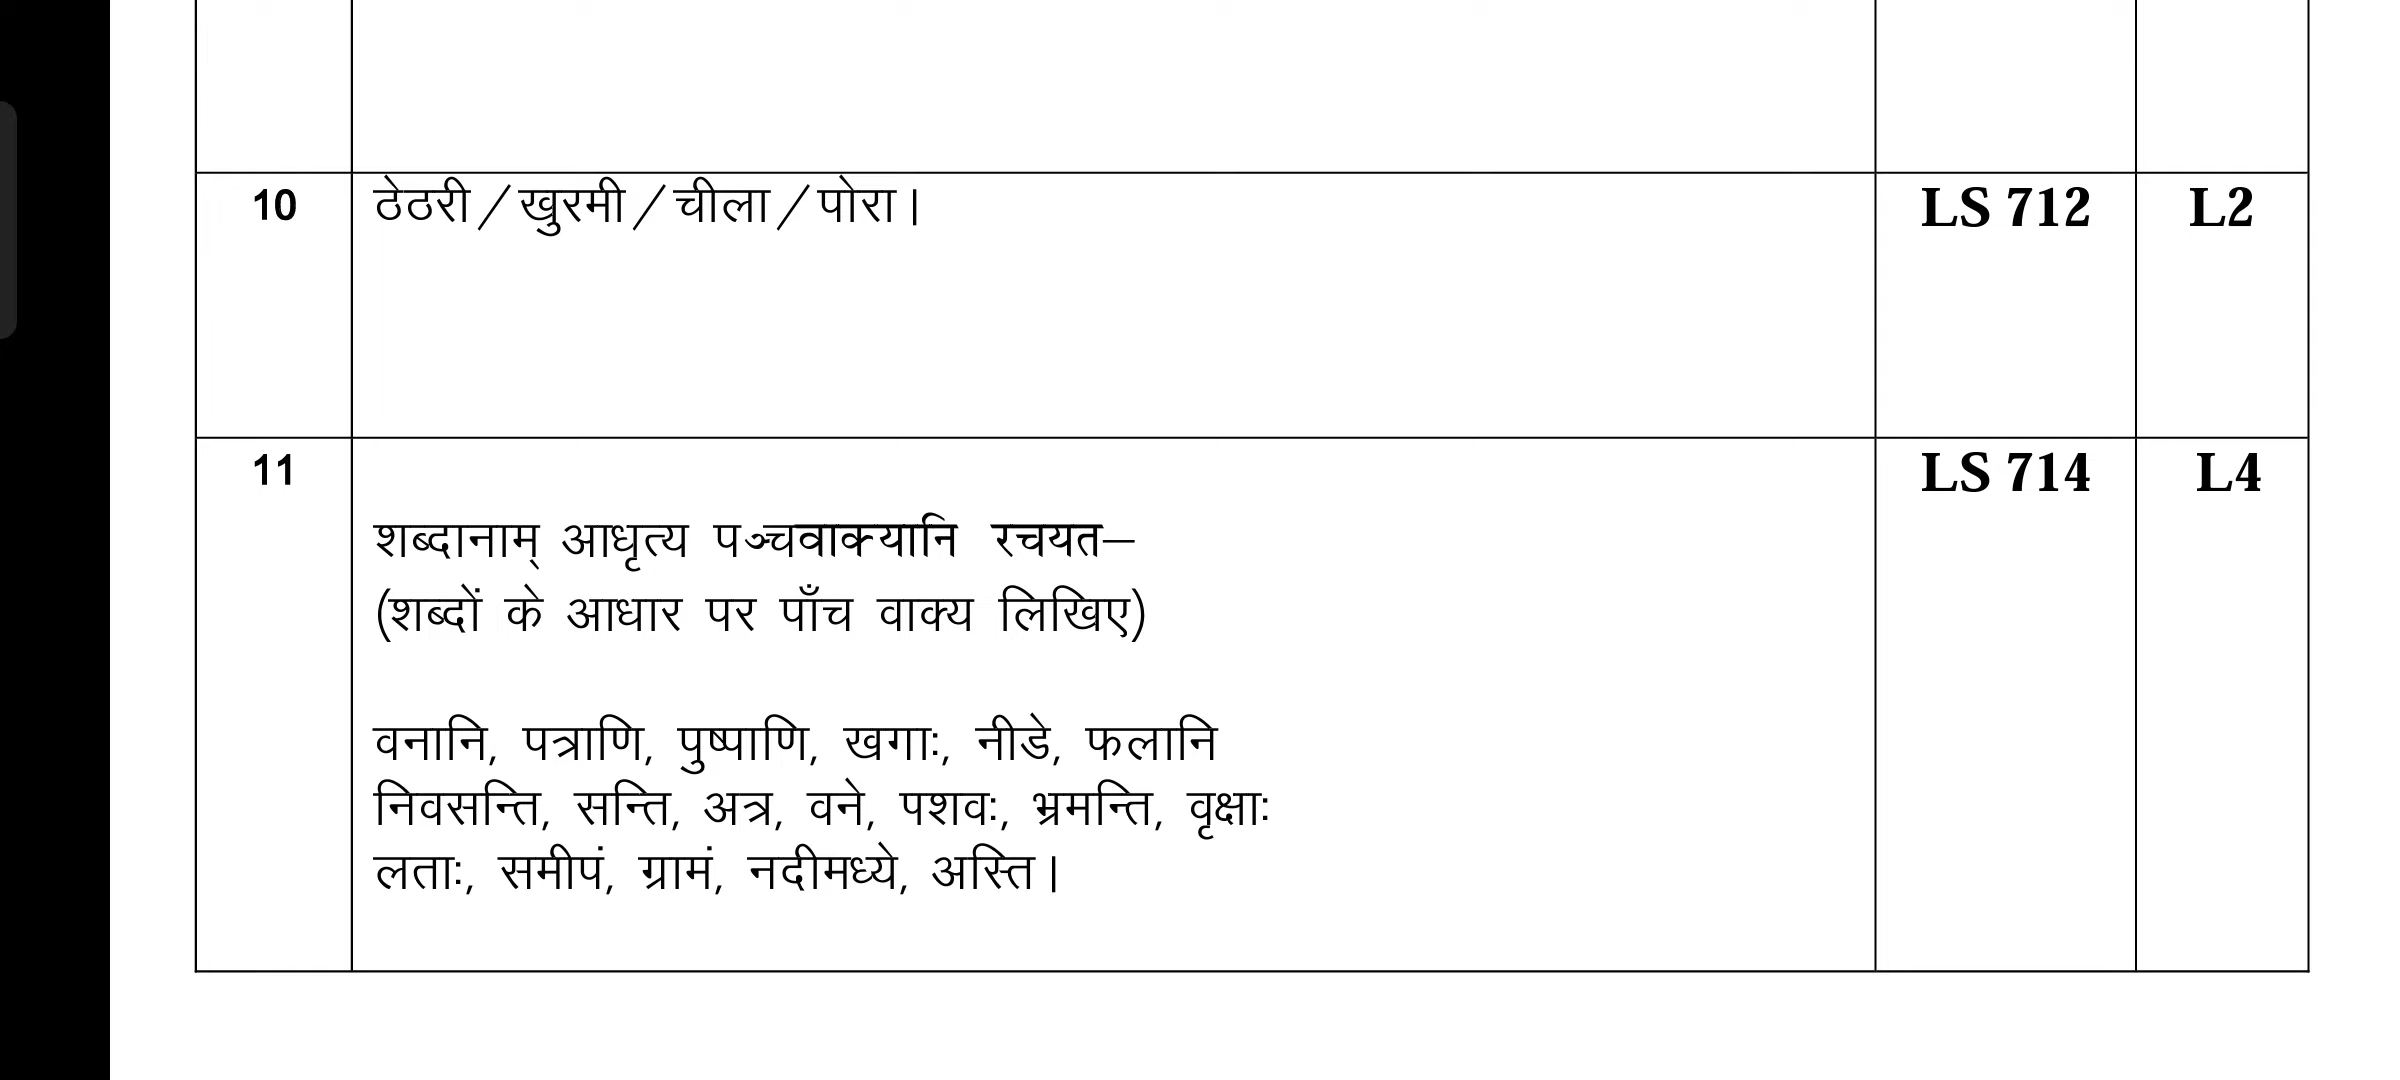 10 ठेठरी/खुरमी/चीला/पोरा। LS 712 L2
11 LS 714 L4
शब्दानाम् आधृत्य पञ्चवाक्यानि रचयत–
(शब्दों के आधार पर पाँच वाक्य लिखिए)
वनानि, पत्राणि, पुष्पाणि, खगाः, नीडे, फलानि
निवसन्ति, सन्ति, अत्र, वने, पशवः, भ्रमन्ति, वृक्षाः
लताः, समीपं, ग्रामं, नदीमध्ये, अस्ति।